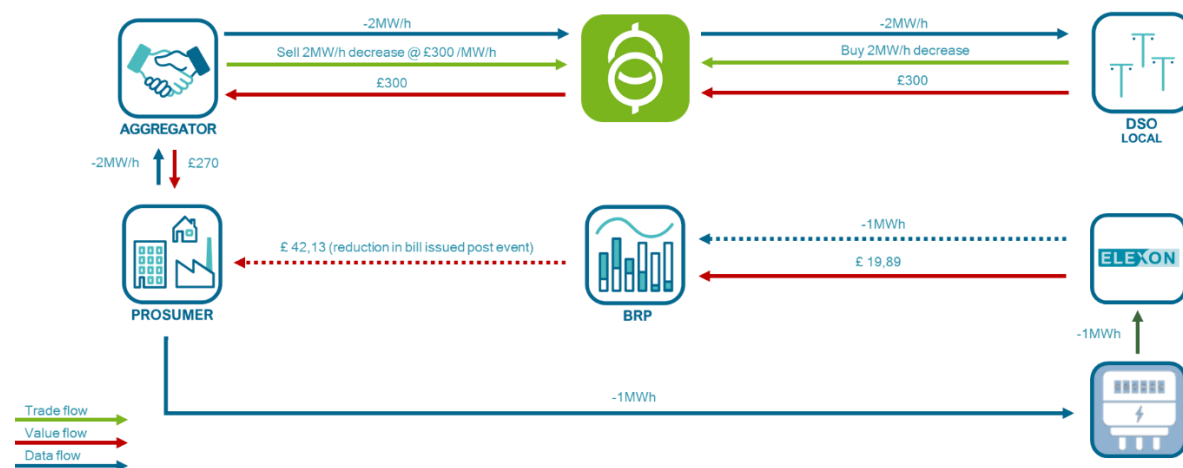 -2MW/h
-2MW/h
Sell 2MW/h decrease @ £300 /MW/h
Buy 2MW/h decrease
£300
£300
AGGREGATOR
DSO
LOCAL
-2MW/h
£270
-1MWh
£ 42,13 (reduction in bill issued post event)
£ 19,89
ELEXON
PROSUMER
BRP
-1MWh
-1MWh
Trade flow
Value flow
Data flow